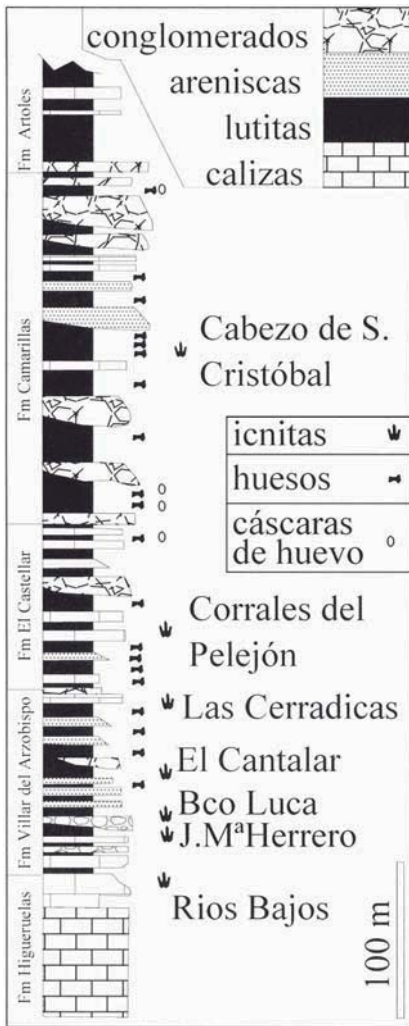 conglomerados
areniscas
lutitas
calizas
Fm Artoles
Fm Camarillas
Cabezo de S.
Cristóbal
icnitas
huesos
cáscaras
de huevo
Fm El Castellar
Corrales del
Pelejón
Fm Villar del Arzobispo
Las Cerradicas
El Cantalar
Bco Luca
J.MªHerrero
Fm Higueruelas
Rios Bajos
100 m